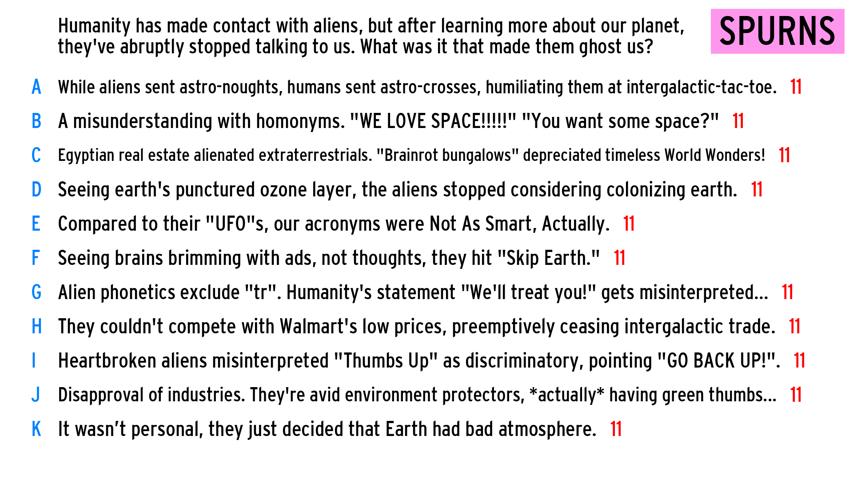 Humanity has made contact with aliens, but after learning more about our planet,
they've abruptly stopped talking to us. What was it that made them ghost us?
SPURNS
A While aliens sent astro-noughts, humans sent astro-crosses, humiliating them at intergalactic-tac-toe. 11
B A misunderstanding with homonyms. "WE LOVE SPACE!!!!!" "You want some space?" 11
C Egyptian real estate alienated extraterrestrials. "Brainrot bungalows" depreciated timeless World Wonders! 11
D Seeing earth's punctured ozone layer, the aliens stopped considering colonizing earth. 11
E Compared to their "UFO"s, our acronyms were Not As Smart, Actually. 11
F Seeing brains brimming with ads, not thoughts, they hit "Skip Earth." 11
G Alien phonetics exclude "tr". Humanity's statement "We'll treat you!" gets misinterpreted... 11
H They couldn't compete with Walmart's low prices, preemptively ceasing intergalactic trade. 11
I Heartbroken aliens misinterpreted "Thumbs Up" as discriminatory, pointing "GO BACK UP!". 11
J Disapproval of industries. They're avid environment protectors, *actually* having green thumbs... 11
K It wasn’t personal, they just decided that Earth had bad atmosphere. 11